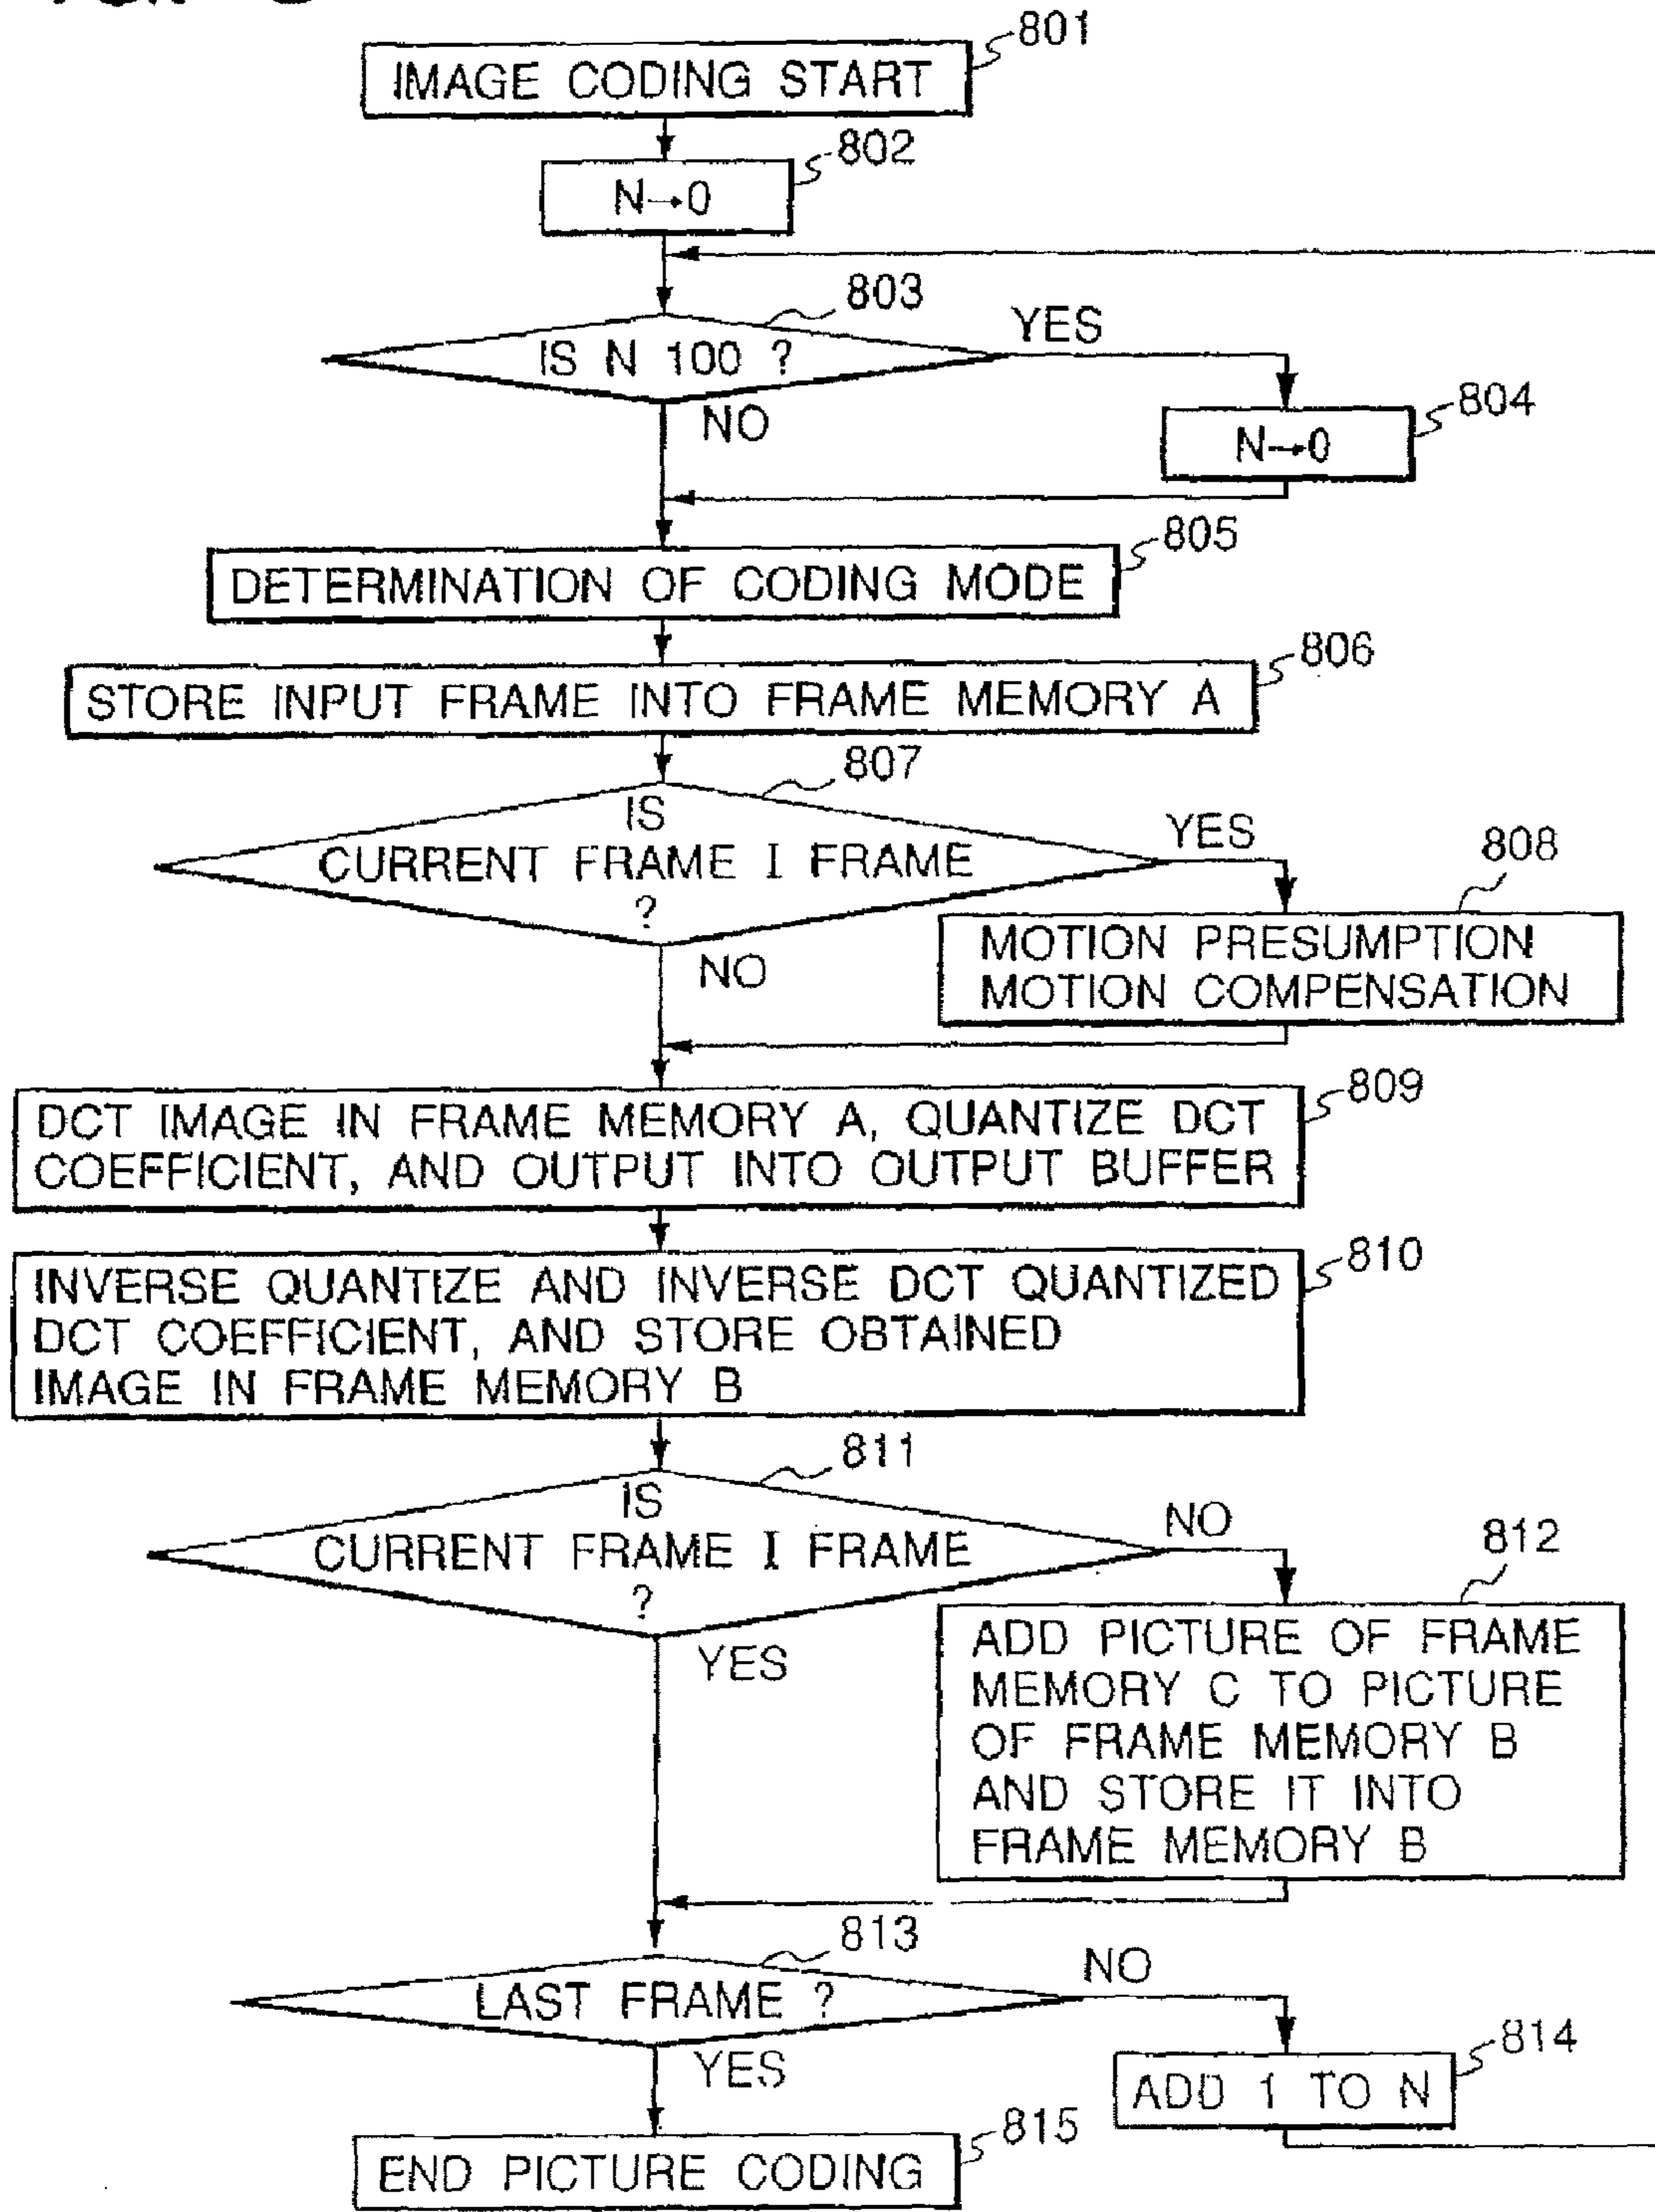 801
IMAGE CODING START
802
N→0
803
IS N 100 ?
YES
NO
804
N→0
805
DETERMINATION OF CODING MODE
806
STORE INPUT FRAME INTO FRAME MEMORY A
807
IS
CURRENT FRAME I FRAME
?
YES
NO
808
MOTION PRESUMPTION
MOTION COMPENSATION
809
DCT IMAGE IN FRAME MEMORY A, QUANTIZE DCT
COEFFICIENT, AND OUTPUT INTO OUTPUT BUFFER
810
INVERSE QUANTIZE AND INVERSE DCT QUANTIZED
DCT COEFFICIENT, AND STORE OBTAINED
IMAGE IN FRAME MEMORY B
811
IS
CURRENT FRAME I FRAME
?
NO
YES
812
ADD PICTURE OF FRAME
MEMORY C TO PICTURE
OF FRAME MEMORY B
AND STORE IT INTO
FRAME MEMORY B
813
LAST FRAME ?
NO
YES
814
ADD 1 TO N
815
END PICTURE CODING